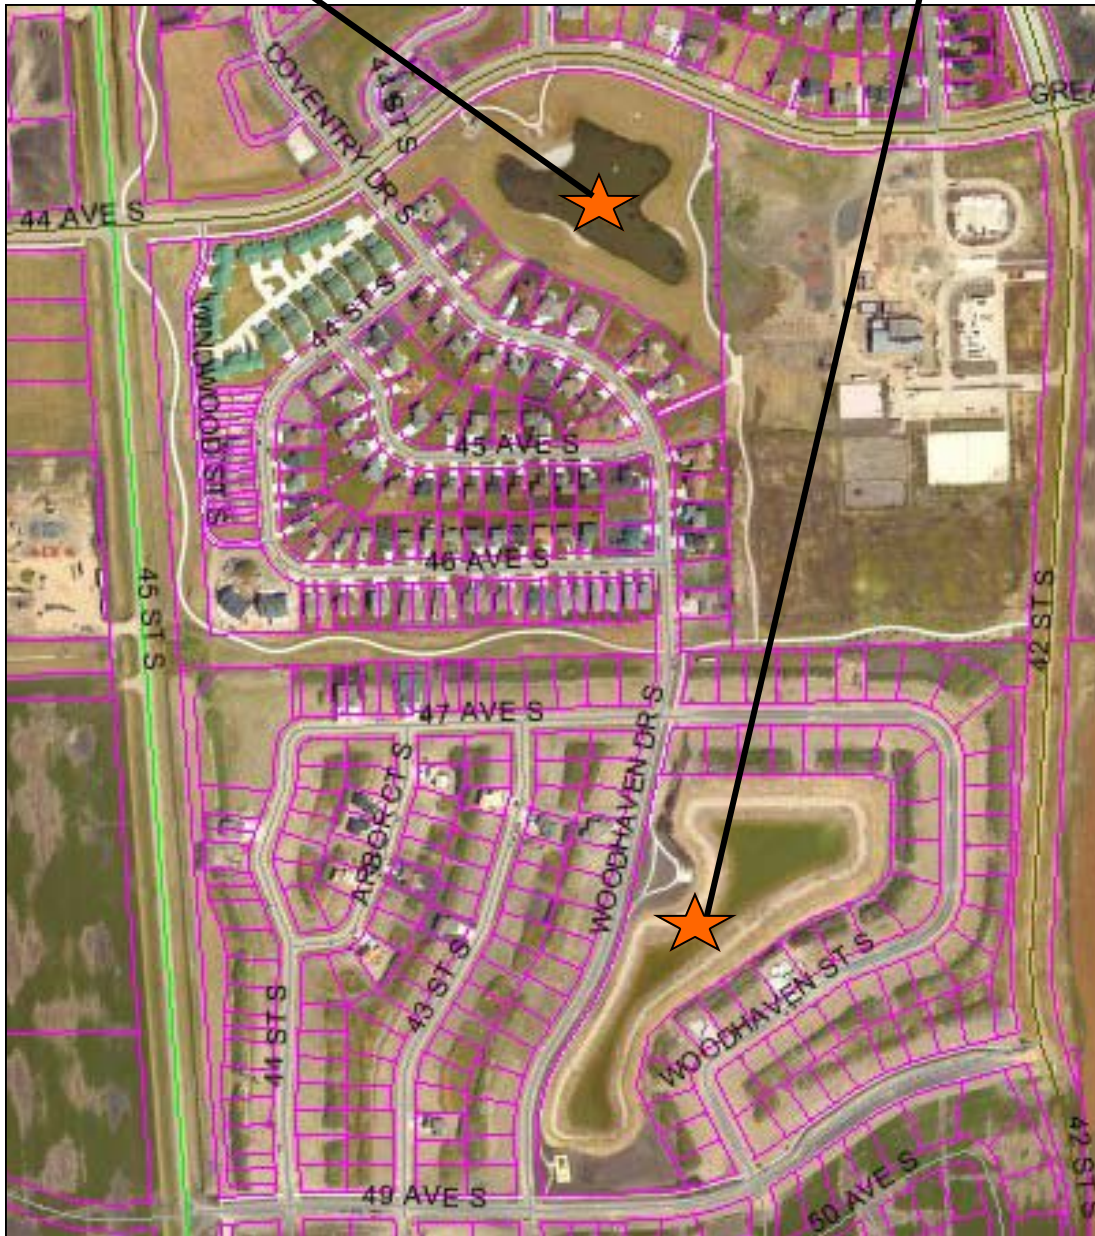 COVENTRY DR S
44 ST S
GREA
44 AVE S
44 ST S
WINDWOOD ST S
45 AVE S
46 AVE S
45 ST S
42 ST S
47 AVE S
WOODHAVEN DR S
ARBOR CT S
43 ST S
WOODHAVEN ST S
44 ST S
42 ST S
49 AVE S
50 AVE S